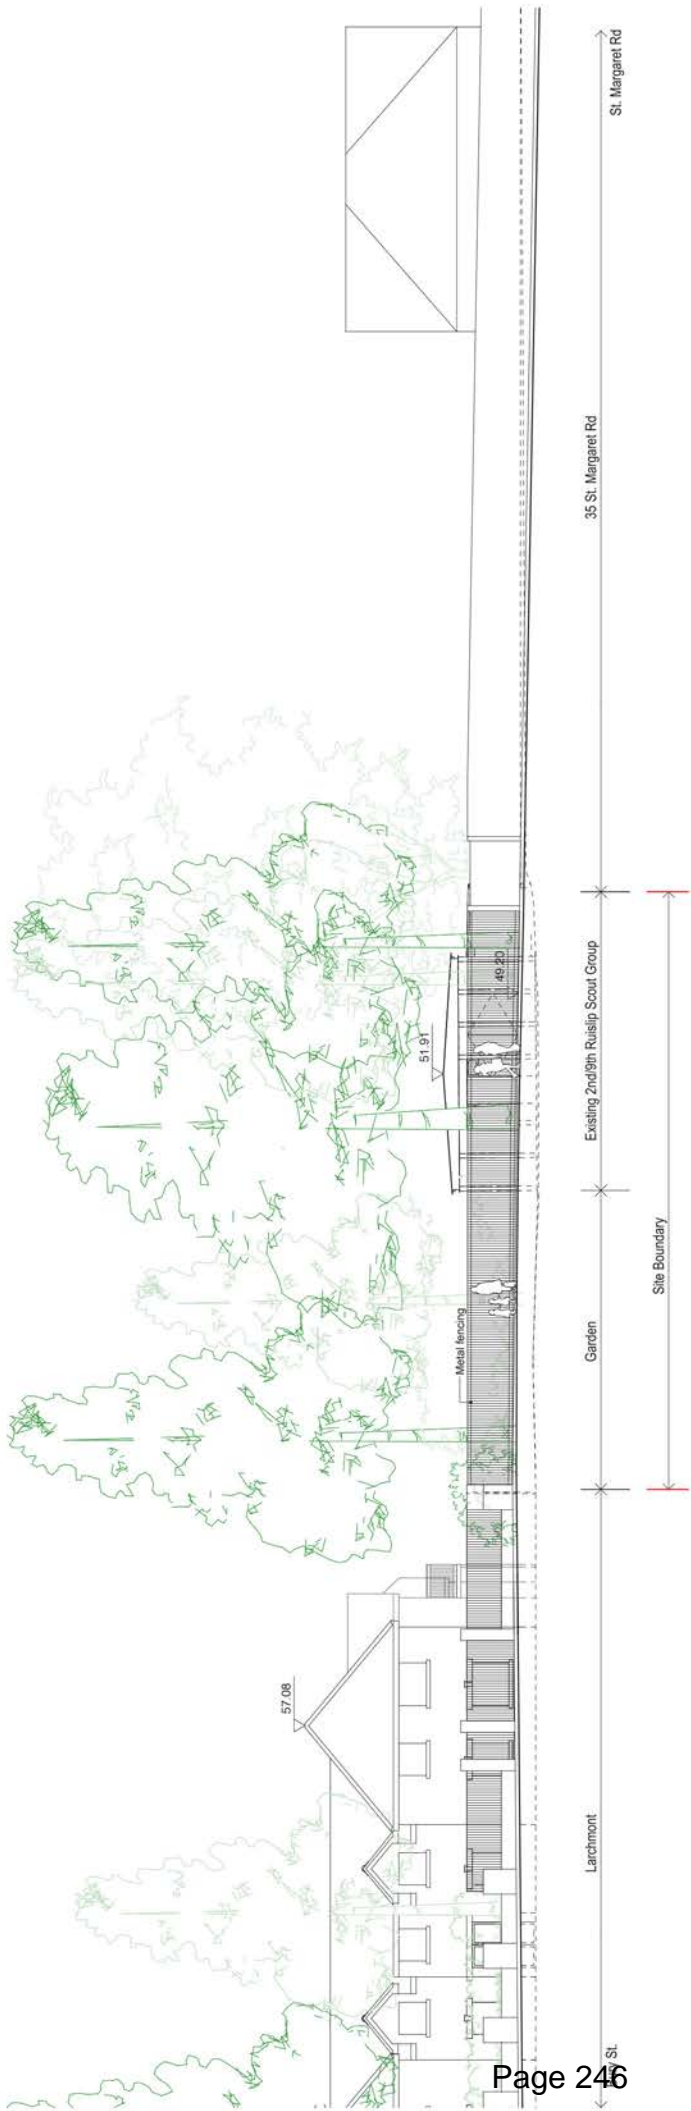 57.08
51.91
49.20
Metal fencing
Larchmont
Garden
Existing 2nd/9th Ruislip Scout Group
35 St. Margaret Rd
St. Margaret Rd
Site Boundary
St.
Page 246